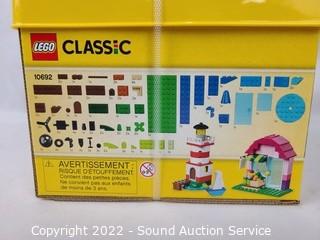 LEGO CLASSIC
10692
AVERTISSEMENT :
RISQUE D'ÉTOUFFEMENT.
Contient des petites pièces.
Ne convient pas aux enfants
de moins de 3 ans.
Copyright 2022 - Sound Auction Service